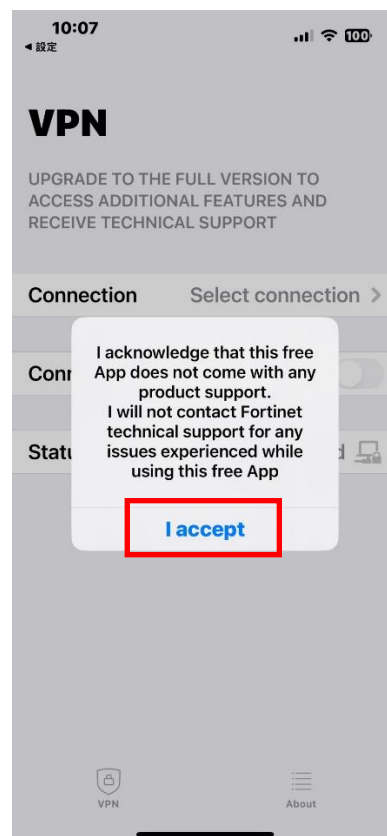 10:07
◀ 設定
100
VPN
UPGRADE TO THE FULL VERSION TO
ACCESS ADDITIONAL FEATURES AND
RECEIVE TECHNICAL SUPPORT
Connection Select connection >
I acknowledge that this free
App does not come with any
product support.
I will not contact Fortinet
technical support for any
issues experienced while
using this free App
I accept
VPN
About